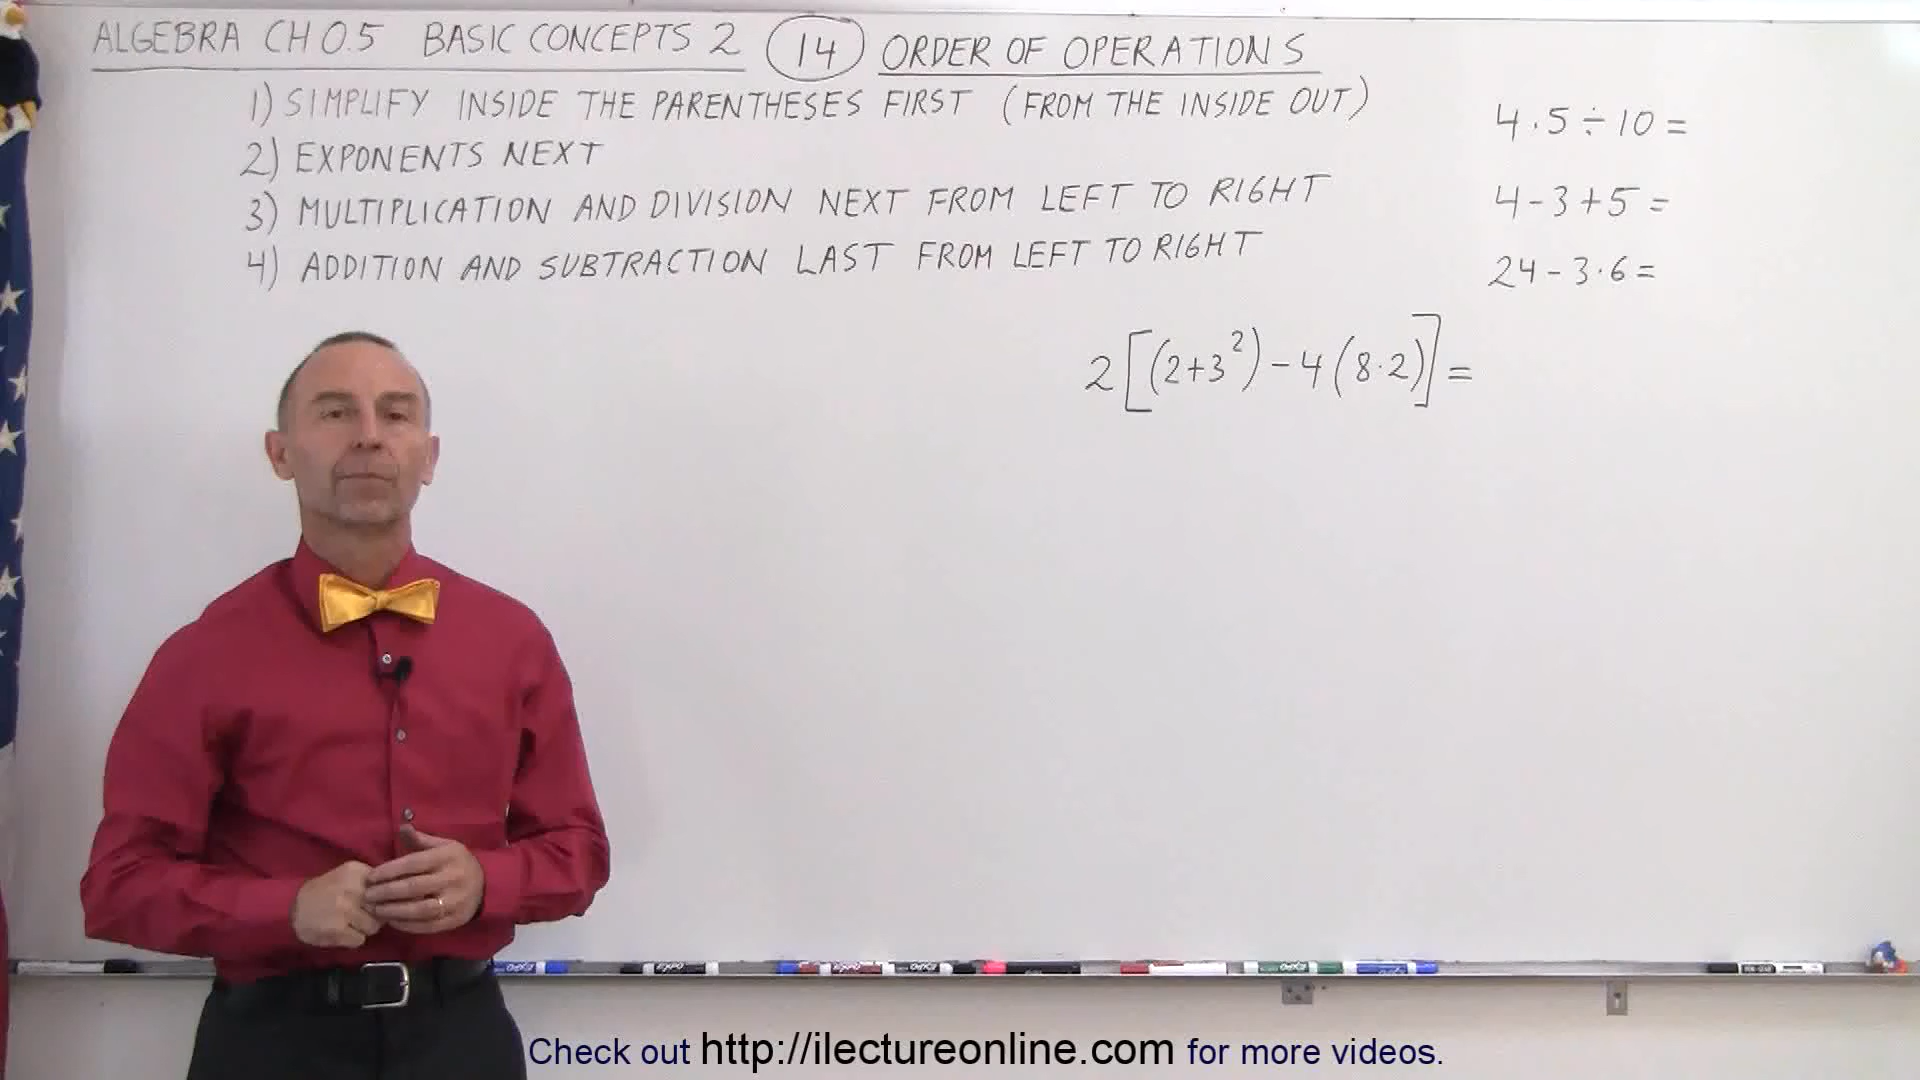 ALGEBRA CH 0.5 BASIC CONCEPTS 2 14 ORDER OF OPERATIONS
1) SIMPLIFY INSIDE THE PARENTHESES FIRST (FROM THE INSIDE OUT)
2) EXPONENTS NEXT
3) MULTIPLICATION AND DIVISION NEXT FROM LEFT TO RIGHT
4) ADDITION AND SUBTRACTION LAST FROM LEFT TO RIGHT
4·5÷10=
4-3+5=
24-3·6=
2[(2+3²)-4(8·2)]=
Check out http://ilectureonline.com for more videos.